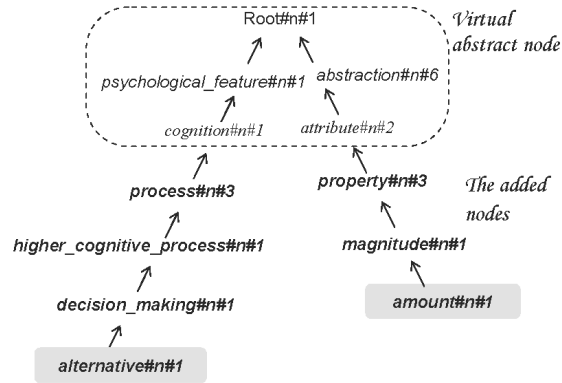 Root#n#1
Virtual
abstract node
psychological_feature#n#1
abstraction#n#6
cognition#n#1
attribute#n#2
process#n#3
property#n#3
The added
nodes
higher_cognitive_process#n#1
magnitude#n#1
decision_making#n#1
amount#n#1
alternative#n#1